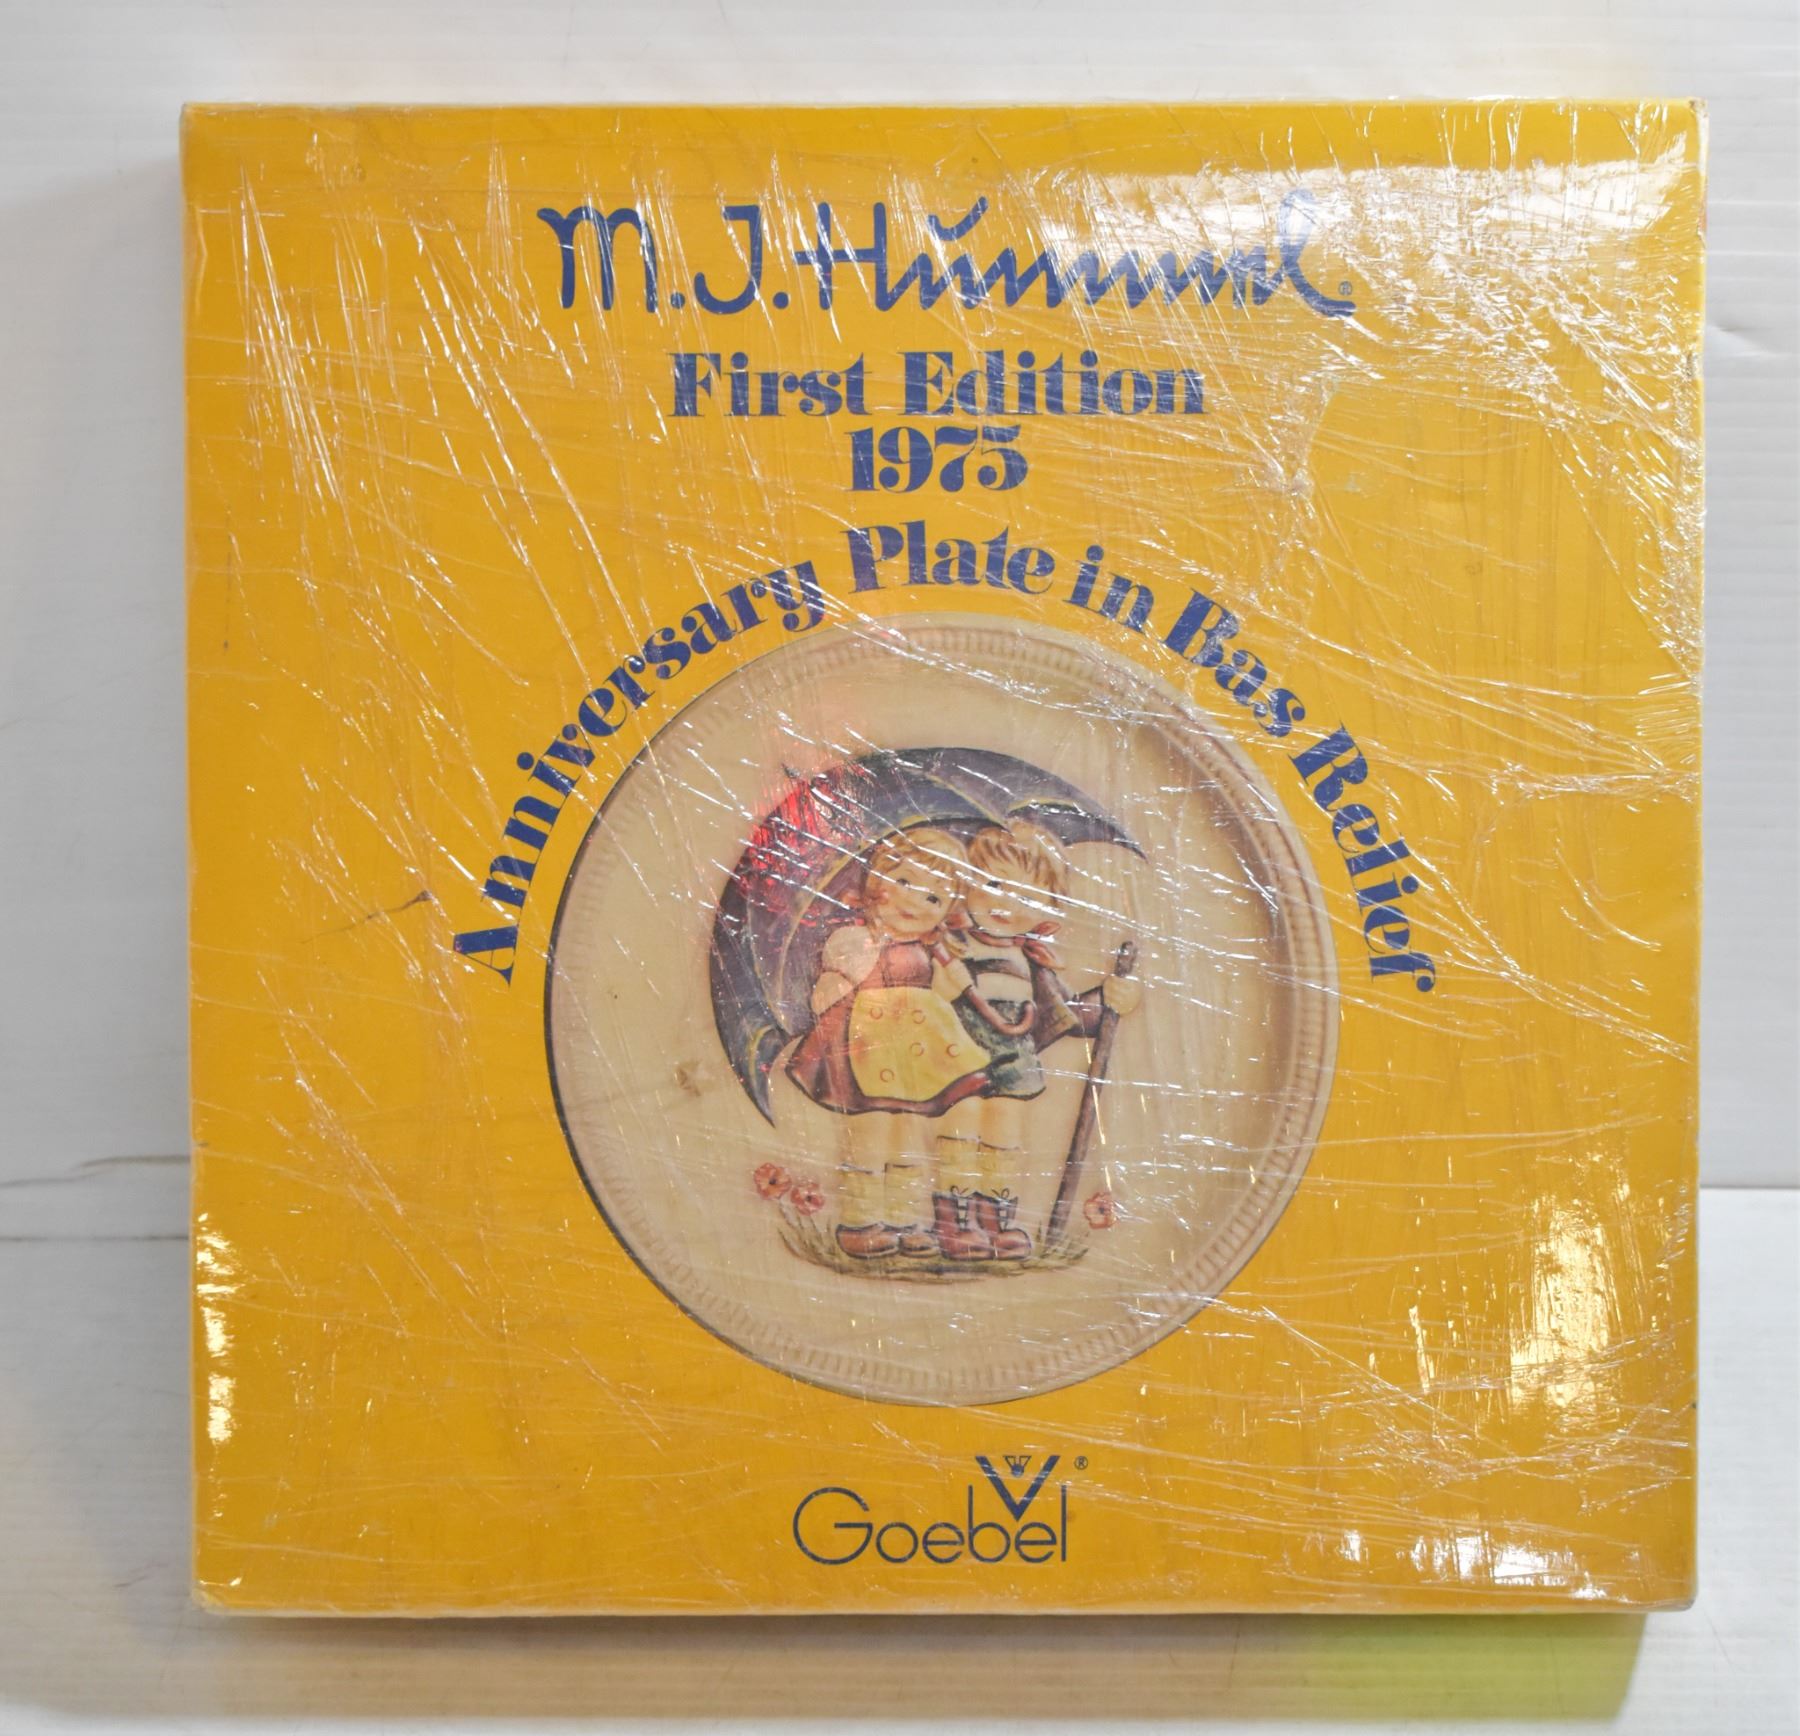 M.J. Hummel®
First Edition
1975
Anniversary Plate in Bas Relief
Goebel®